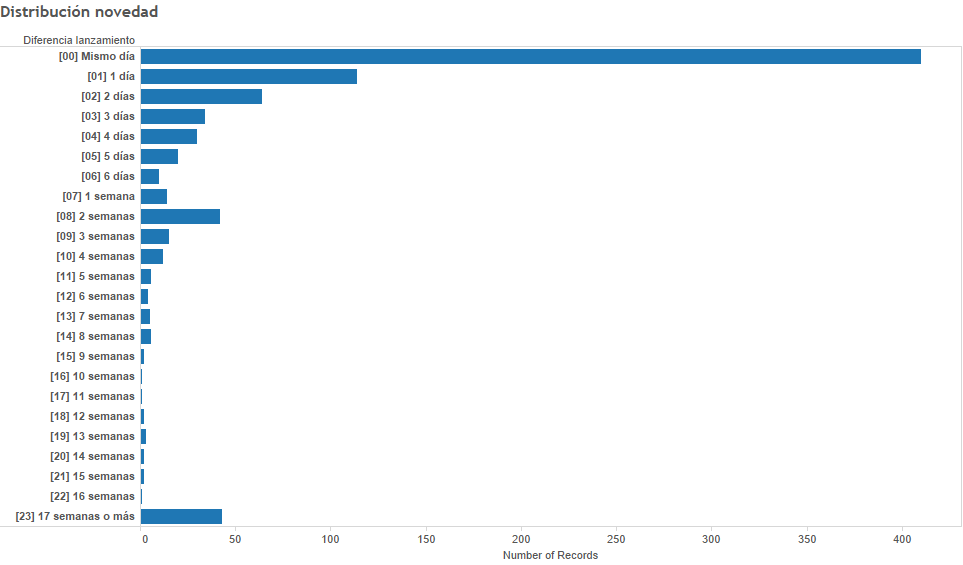 Distribución novedad
Diferencia lanzamiento
[00] Mismo día
[01] 1 día
[02] 2 días
[03] 3 días
[04] 4 días
[05] 5 días
[06] 6 días
[07] 1 semana
[08] 2 semanas
[09] 3 semanas
[10] 4 semanas
[11] 5 semanas
[12] 6 semanas
[13] 7 semanas
[14] 8 semanas
[15] 9 semanas
[16] 10 semanas
[17] 11 semanas
[18] 12 semanas
[19] 13 semanas
[20] 14 semanas
[21] 15 semanas
[22] 16 semanas
[23] 17 semanas o más
0 50 100 150 200 250 300 350 400
Number of Records